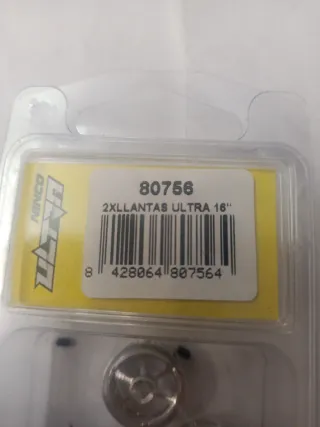 80756
2XLLANTAS ULTRA 16"
8 428064 807564
NINCO
ULTRA